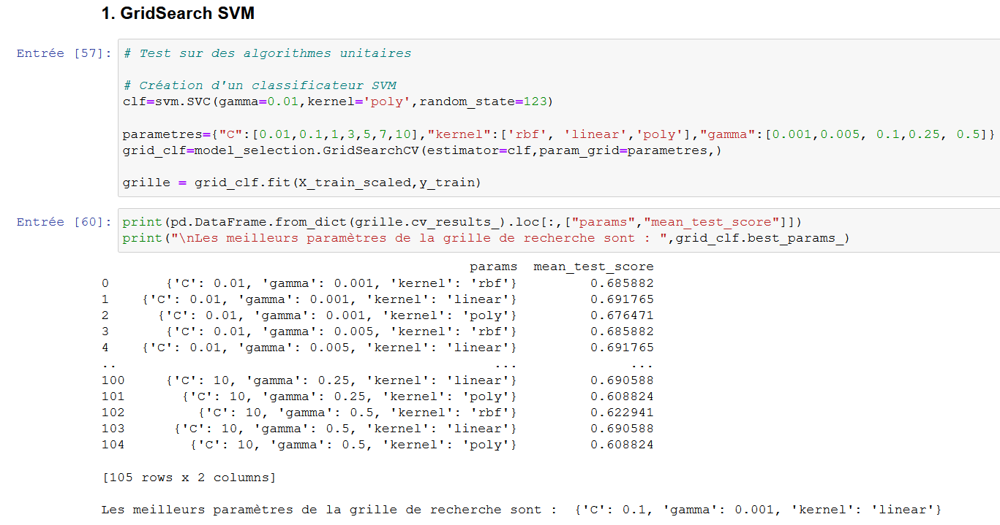 1. GridSearch SVM
Entrée [57]: # Test sur des algorithmes unitaires
# Création d'un classificateur SVM
clf=svm.SVC(gamma=0.01,kernel='poly',random_state=123)
parametres={"C":[0.01,0.1,1,3,5,7,10],"kernel":['rbf', 'linear','poly'],"gamma":[0.001,0.005, 0.1,0.25, 0.5]}
grid_clf=model_selection.GridSearchCV(estimator=clf,param_grid=parametres,)
grille = grid_clf.fit(X_train_scaled,y_train)
Entrée [60]: print(pd.DataFrame.from_dict(grille.cv_results_).loc[:,["params","mean_test_score"]])
print("\nLes meilleurs paramètres de la grille de recherche sont : ",grid_clf.best_params_)
params mean_test_score
0 {'C': 0.01, 'gamma': 0.001, 'kernel': 'rbf'} 0.685882
1 {'C': 0.01, 'gamma': 0.001, 'kernel': 'linear'} 0.691765
2 {'C': 0.01, 'gamma': 0.001, 'kernel': 'poly'} 0.676471
3 {'C': 0.01, 'gamma': 0.005, 'kernel': 'rbf'} 0.685882
4 {'C': 0.01, 'gamma': 0.005, 'kernel': 'linear'} 0.691765
.. ... ...
100 {'C': 10, 'gamma': 0.25, 'kernel': 'linear'} 0.690588
101 {'C': 10, 'gamma': 0.25, 'kernel': 'poly'} 0.608824
102 {'C': 10, 'gamma': 0.5, 'kernel': 'rbf'} 0.622941
103 {'C': 10, 'gamma': 0.5, 'kernel': 'linear'} 0.690588
104 {'C': 10, 'gamma': 0.5, 'kernel': 'poly'} 0.608824
[105 rows x 2 columns]
Les meilleurs paramètres de la grille de recherche sont :  {'C': 0.1, 'gamma': 0.001, 'kernel': 'linear'}